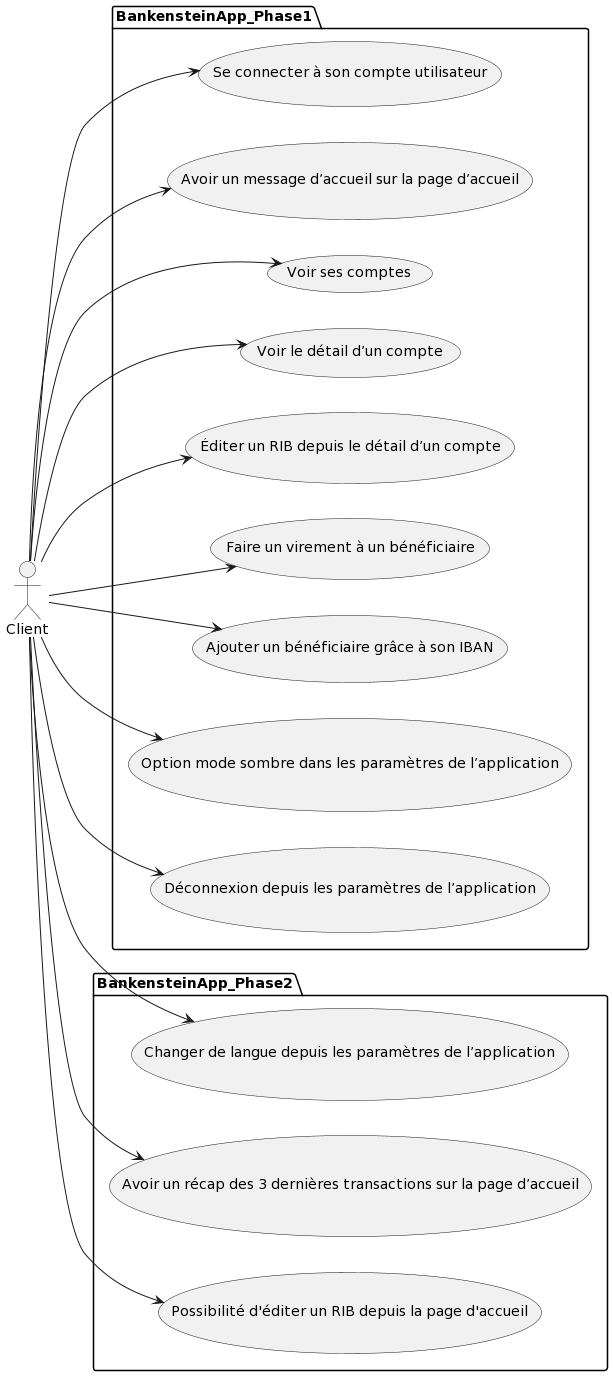 BankensteinApp_Phase1
Se connecter à son compte utilisateur
Avoir un message d’accueil sur la page d’accueil
Voir ses comptes
Voir le détail d’un compte
Éditer un RIB depuis le détail d’un compte
Faire un virement à un bénéficiaire
Client
Ajouter un bénéficiaire grâce à son IBAN
Option mode sombre dans les paramètres de l’application
Déconnexion depuis les paramètres de l’application
BankensteinApp_Phase2
Changer de langue depuis les paramètres de l’application
Avoir un récap des 3 dernières transactions sur la page d’accueil
Possibilité d'éditer un RIB depuis la page d'accueil